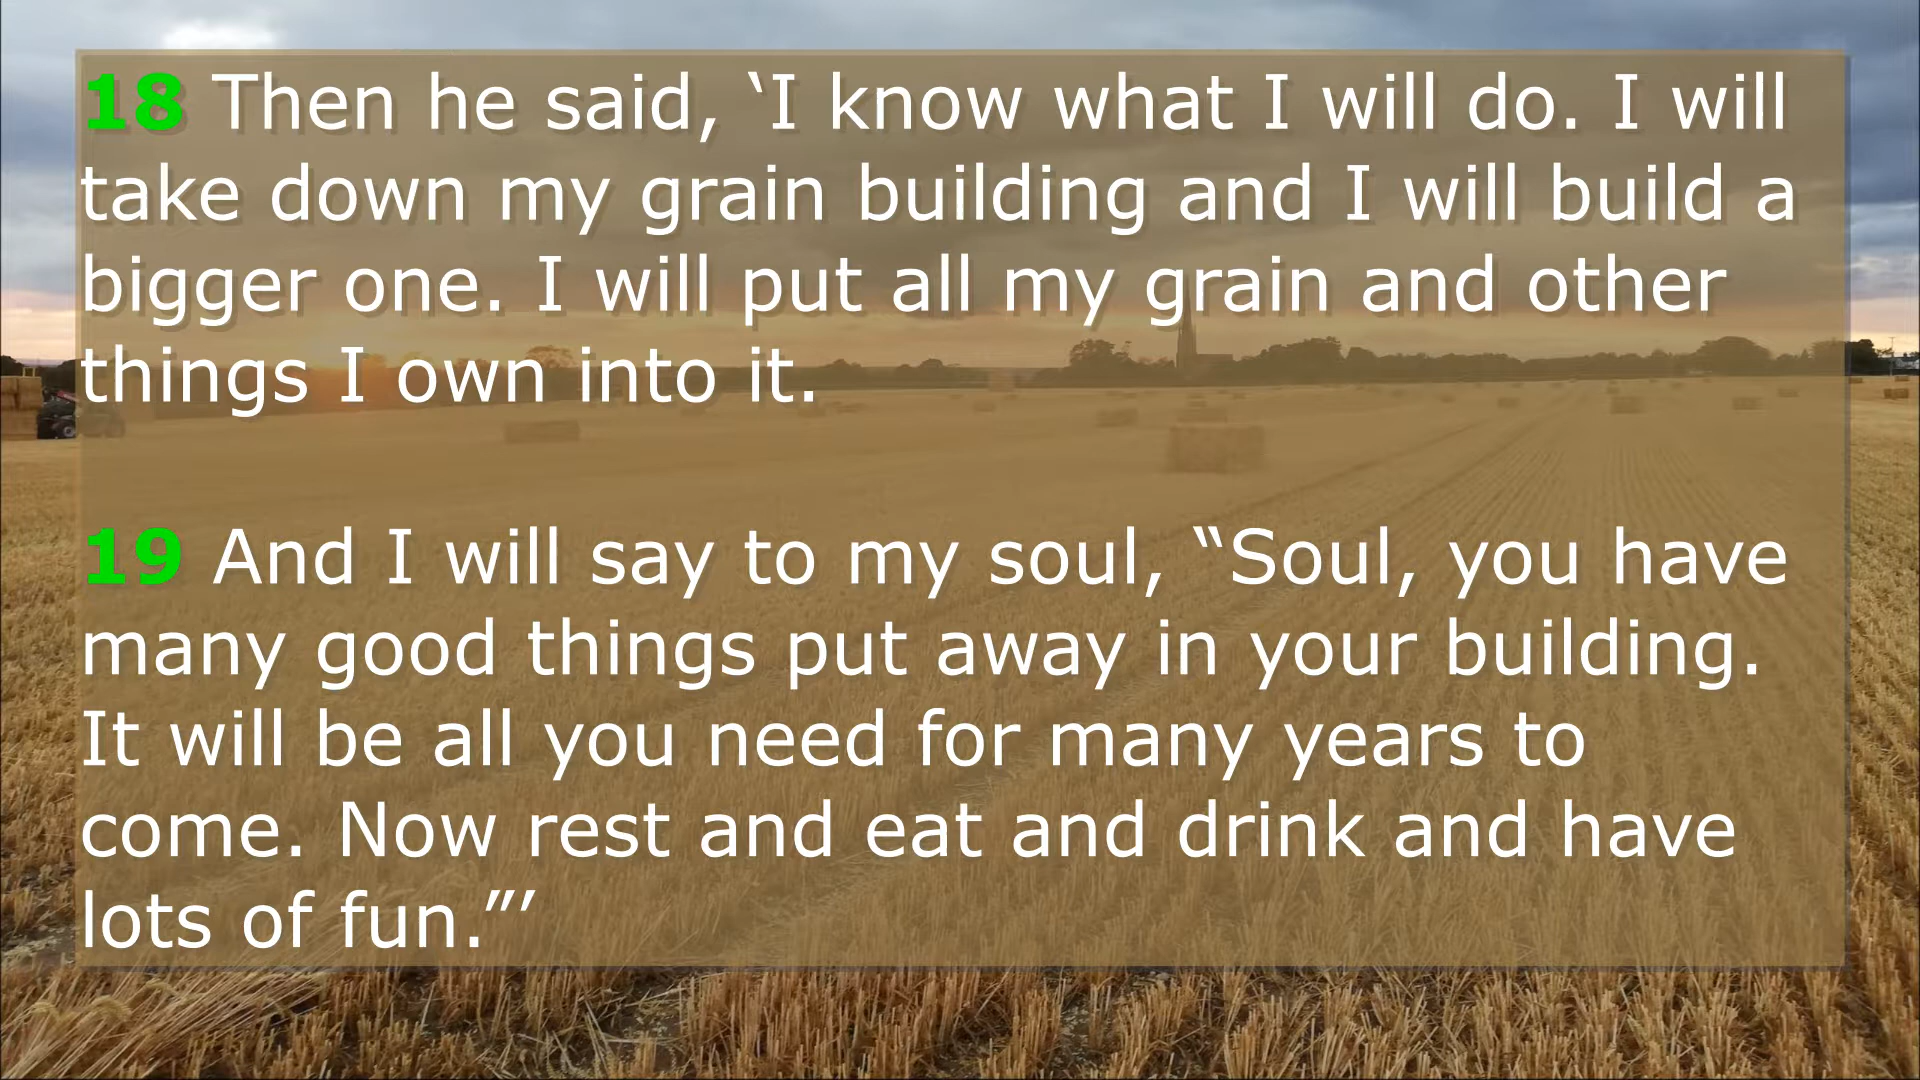 18 Then he said, ‘I know what I will do. I will
take down my grain building and I will build a
bigger one. I will put all my grain and other
things I own into it.
19 And I will say to my soul, “Soul, you have
many good things put away in your building.
It will be all you need for many years to
come. Now rest and eat and drink and have
lots of fun.”’